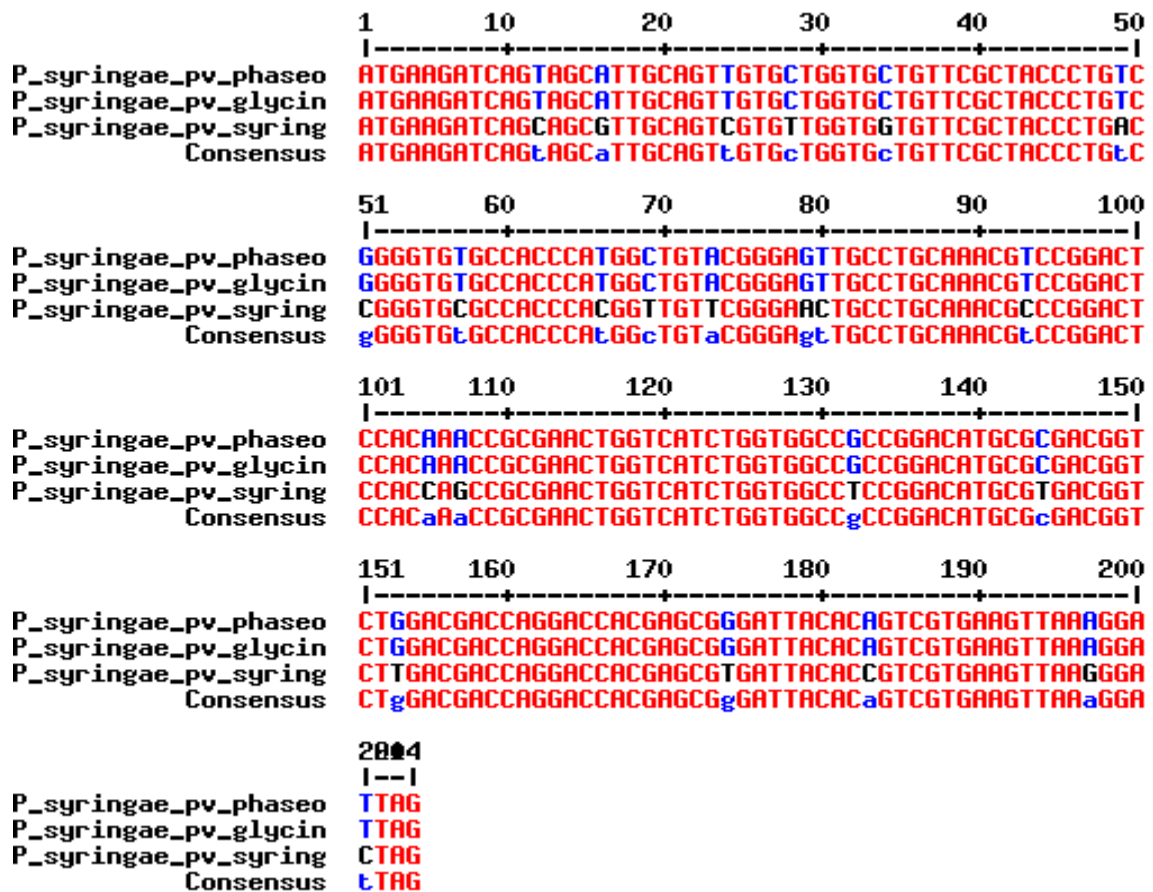 1 10 20 30 40 50
|---------+---------+---------+---------+---------|
P_syringae_pv_phaseo ATGAAGATCAGTAGCATTGCAGTTGTGCTGGTGCTGTTCGCTACCCTGTC
P_syringae_pv_glycin ATGAAGATCAGTAGCATTGCAGTTGTGCTGGTGCTGTTCGCTACCCTGTC
P_syringae_pv_syring ATGAAGATCAGCAGCGTTGCAGTCGTGTTGGTGGTGTTCGCTACCCTGAC
Consensus ATGAAGATCAGtAGCaTTGCAGTtGTGcTGGTGcTGTTCGCTACCCTGtC
51 60 70 80 90 100
|---------+---------+---------+---------+---------|
P_syringae_pv_phaseo GGGGTGTGCCACCCATGGCTGTACGGGAGTTGCCTGCAAACGTCCGGACT
P_syringae_pv_glycin GGGGTGTGCCACCCATGGCTGTACGGGAGTTGCCTGCAAACGTCCGGACT
P_syringae_pv_syring CGGGTGCGCCACCCACGGTTGTTCGGGAACTGCCTGCAAACGCCCGGACT
Consensus gGGGTGtGCCACCCAtGGcTGTaCGGGAgtTGCCTGCAAACGtCCGGACT
101 110 120 130 140 150
|---------+---------+---------+---------+---------|
P_syringae_pv_phaseo CCACAAACCGCGAACTGGTCATCTGGTGGCCGCCGGACATGCGCGACGGT
P_syringae_pv_glycin CCACAAACCGCGAACTGGTCATCTGGTGGCCGCCGGACATGCGCGACGGT
P_syringae_pv_syring CCACCAGCCGCGAACTGGTCATCTGGTGGCCTCCGGACATGCGTGACGGT
Consensus CCACaAaCCGCGAACTGGTCATCTGGTGGCCgCCGGACATGCGcGACGGT
151 160 170 180 190 200
|---------+---------+---------+---------+---------|
P_syringae_pv_phaseo CTGGACGACCAGGACCACGAGCGGGATTACACAGTCGTGAAGTTAAAGGA
P_syringae_pv_glycin CTGGACGACCAGGACCACGAGCGGGATTACACAGTCGTGAAGTTAAAGGA
P_syringae_pv_syring CTTGACGACCAGGACCACGAGCGTGATTACACCGTCGTGAAGTTAAGGGA
Consensus CTgGACGACCAGGACCACGAGCGgGATTACACaGTCGTGAAGTTAAaGGA
|--|
P_syringae_pv_phaseo TTAG
P_syringae_pv_glycin TTAG
P_syringae_pv_syring CTAG
Consensus tTAG